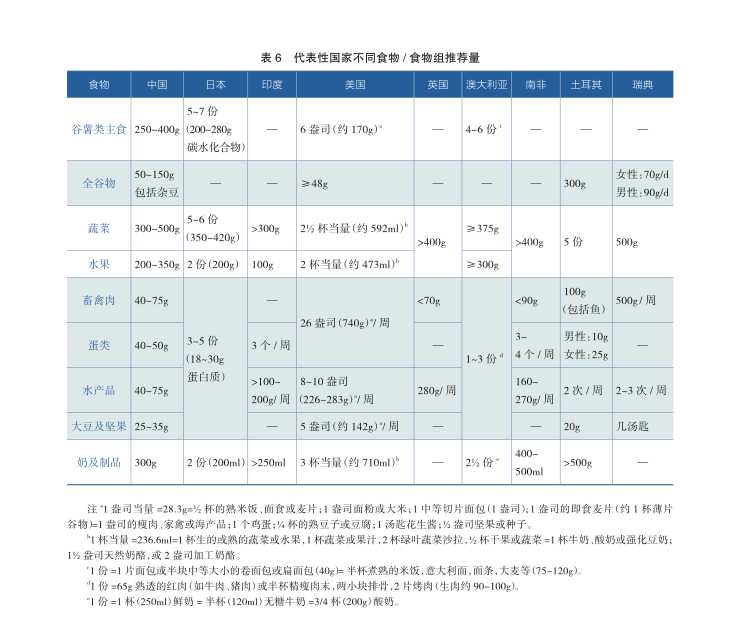 表 6 代表性国家不同食物 / 食物组推荐量
食物 中国 日本 印度 美国 英国 澳大利亚 南非 土耳其 瑞典
谷薯类主食 250~400g 5~7 份 (200~280g 碳水化合物) — 6 盎司(约 170g)ᵃ — 4~6 份ᶜ — — —
全谷物 50~150g 包括杂豆 — — ≥48g — — — 300g 女性:70g/d 男性:90g/d
蔬菜 300~500g 5~6 份 (350~420g) >300g 2½ 杯当量(约 592ml)ᵇ >400g ≥375g >400g 5 份 500g
水果 200~350g 2 份(200g) 100g 2 杯当量(约 473ml)ᵇ ≥300g
畜禽肉 40~75g 3~5 份 (18~30g 蛋白质) — 26 盎司(740g)ᵃ/ 周 <70g 1~3 份ᵈ <90g 100g (包括鱼) 500g/ 周
蛋类 40~50g 3 个 / 周 — 3~ 4 个 / 周 男性:10g 女性:25g —
水产品 40~75g >100~ 200g/ 周 8~10 盎司 (226~283g)ᵃ/ 周 280g/ 周 160~ 270g/ 周 2 次 / 周 2~3 次 / 周
大豆及坚果 25~35g — 5 盎司(约 142g)ᵃ/ 周 — — 20g 几汤匙
奶及制品 300g 2 份(200ml) >250ml 3 杯当量(约 710ml)ᵇ — 2½ 份ᵉ 400~ 500ml >500g —
注 ᵃ1 盎司当量 =28.3g=½ 杯的熟米饭、面食或麦片;1 盎司面粉或大米;1 中等切片面包(1 盎司);1 盎司的即食麦片(约 1 杯薄片
谷物)=1 盎司的瘦肉、家禽或海产品;1 个鸡蛋;¼ 杯的熟豆子或豆腐;1 汤匙花生酱;½ 盎司坚果或种子。
ᵇ1 杯当量 =236.6ml=1 杯生的或熟的蔬菜或水果,1 杯蔬菜或果汁,2 杯绿叶蔬菜沙拉,½ 杯干果或蔬菜 =1 杯牛奶、酸奶或强化豆奶;
1½ 盎司天然奶酪,或 2 盎司加工奶酪。
ᶜ1 份 =1 片面包或半块中等大小的卷面包或扁面包(40g)= 半杯煮熟的米饭,意大利面,面条,大麦等(75~120g)。
ᵈ1 份 =65g 熟透的红肉(如牛肉、猪肉)或半杯精瘦肉末,两小块排骨,2 片烤肉(生肉约 90~100g)。
ᵉ1 份 =1 杯(250ml)鲜奶 = 半杯(120ml)无糖牛奶 =3/4 杯(200g)酸奶。